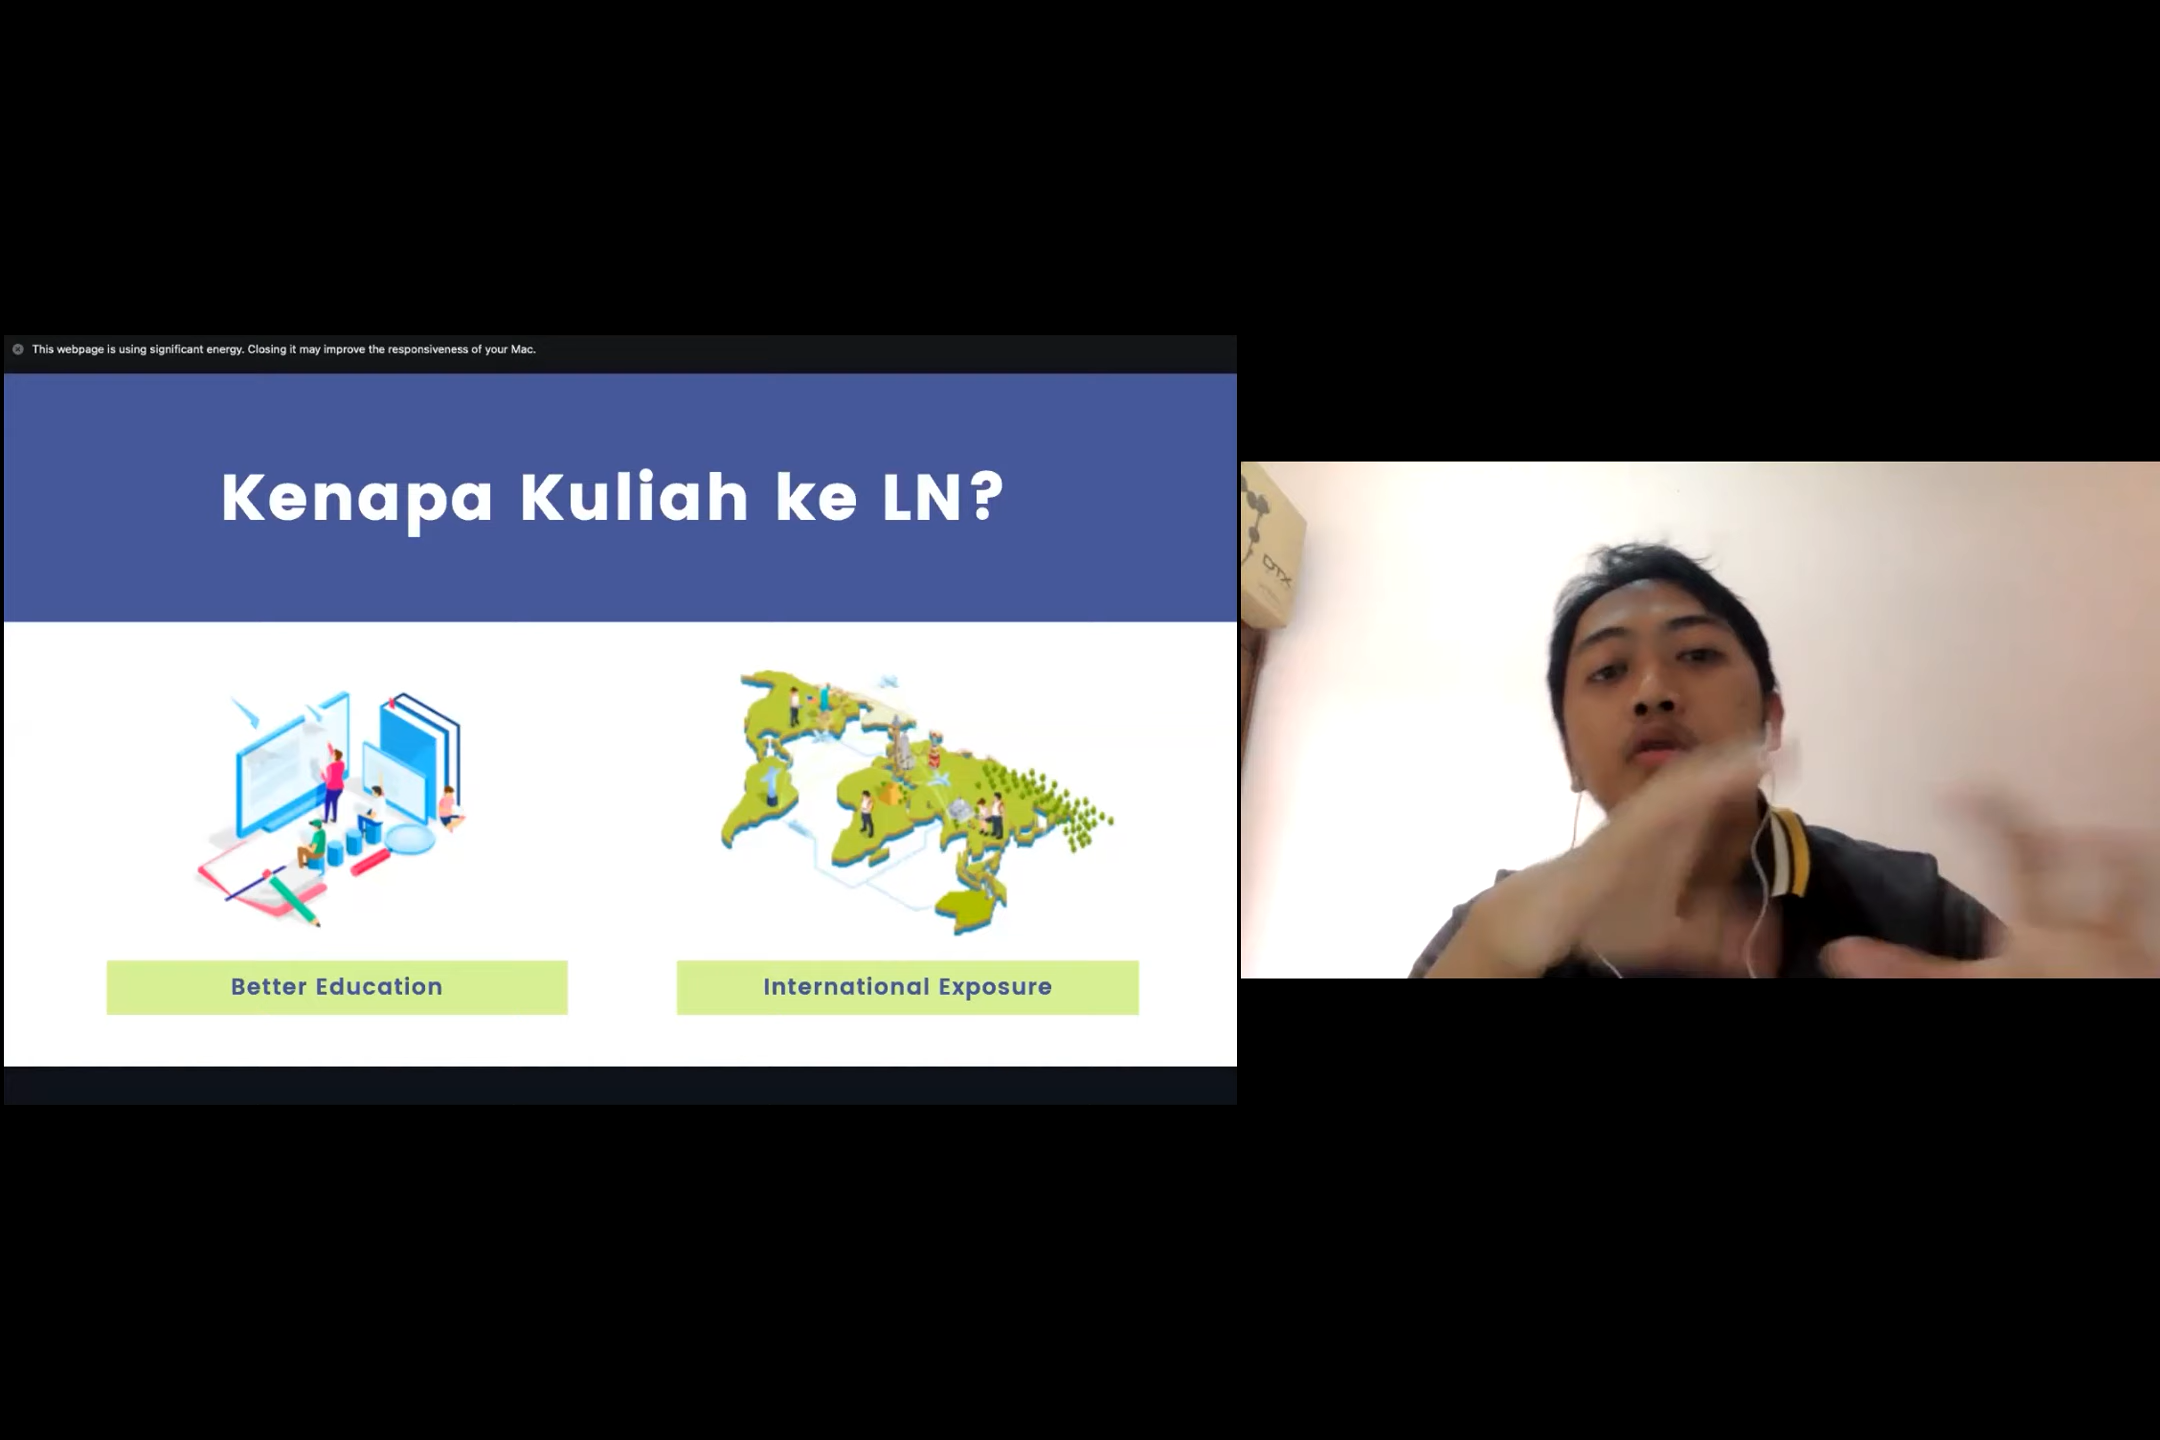 This webpage is using significant energy. Closing it may improve the responsiveness of your Mac.
Kenapa Kuliah ke LN?
Better Education
International Exposure
DTX